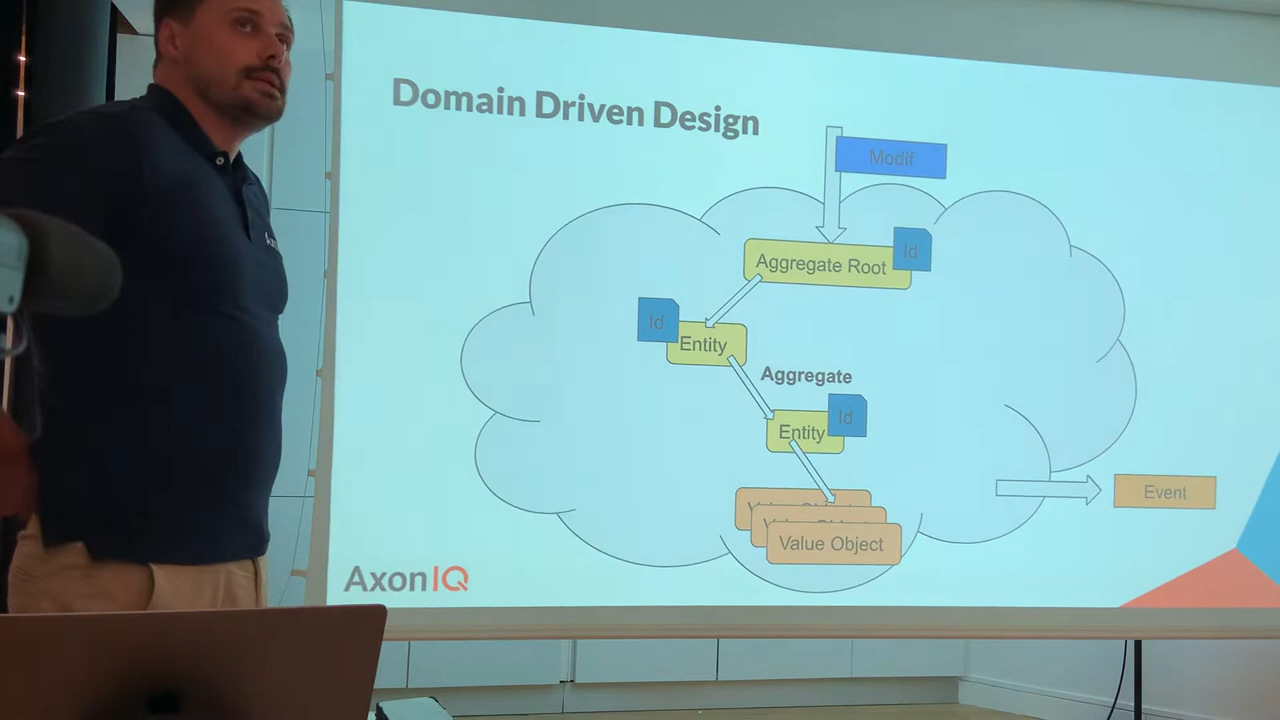 Domain Driven Design
Modif
Aggregate Root
Id
Id
Entity
Aggregate
Id
Entity
Event
Value Object
AxonIQ